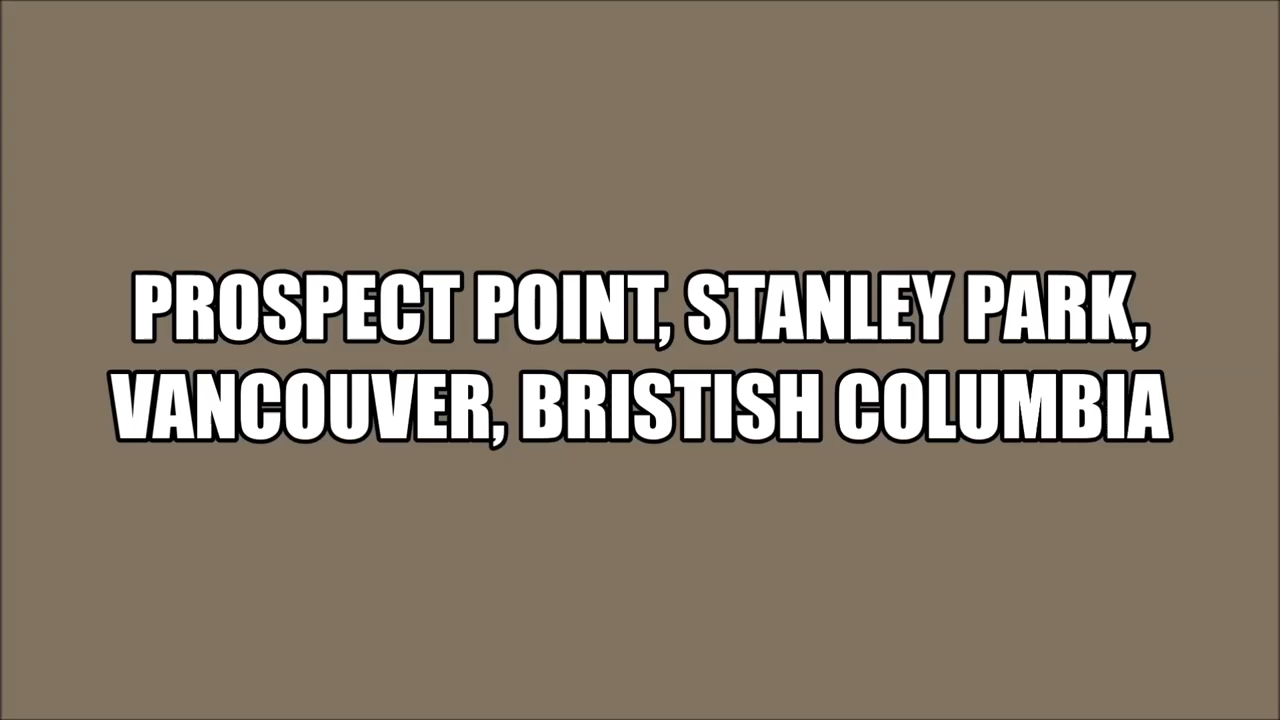 PROSPECT POINT, STANLEY PARK,
VANCOUVER, BRISTISH COLUMBIA